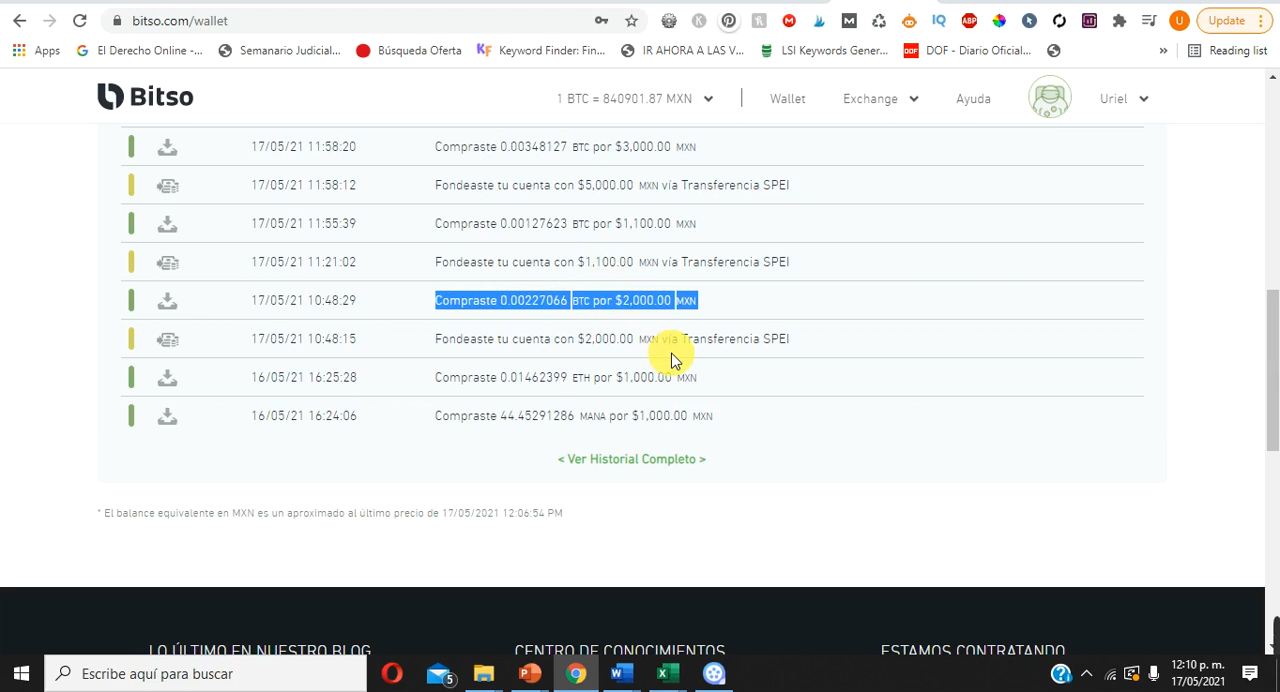 bitso.com/wallet
Update
Apps El Derecho Online -... Semanario Judicial... Búsqueda Oferta Keyword Finder: Fin... IR AHORA A LAS V... LSI Keywords Gener... DOF - Diario Oficial... » Reading list
Bitso 1 BTC = 840901.87 MXN Wallet Exchange Ayuda Uriel
17/05/21 11:58:20 Compraste 0.00348127 BTC por $3,000.00 MXN
17/05/21 11:58:12 Fondeaste tu cuenta con $5,000.00 MXN vía Transferencia SPEI
17/05/21 11:55:39 Compraste 0.00127623 BTC por $1,100.00 MXN
17/05/21 11:21:02 Fondeaste tu cuenta con $1,100.00 MXN vía Transferencia SPEI
17/05/21 10:48:29 Compraste 0.00227066 BTC por $2,000.00 MXN
17/05/21 10:48:15 Fondeaste tu cuenta con $2,000.00 MXN vía Transferencia SPEI
16/05/21 16:25:28 Compraste 0.01462399 ETH por $1,000.00 MXN
16/05/21 16:24:06 Compraste 44.45291286 MANA por $1,000.00 MXN
< Ver Historial Completo >
* El balance equivalente en MXN es un aproximado al último precio de 17/05/2021 12:06:54 PM
LO ÚLTIMO EN NUESTRO BLOG CENTRO DE CONOCIMIENTOS ESTAMOS CONTRATANDO
Escribe aquí para buscar 12:10 p. m.
17/05/2021